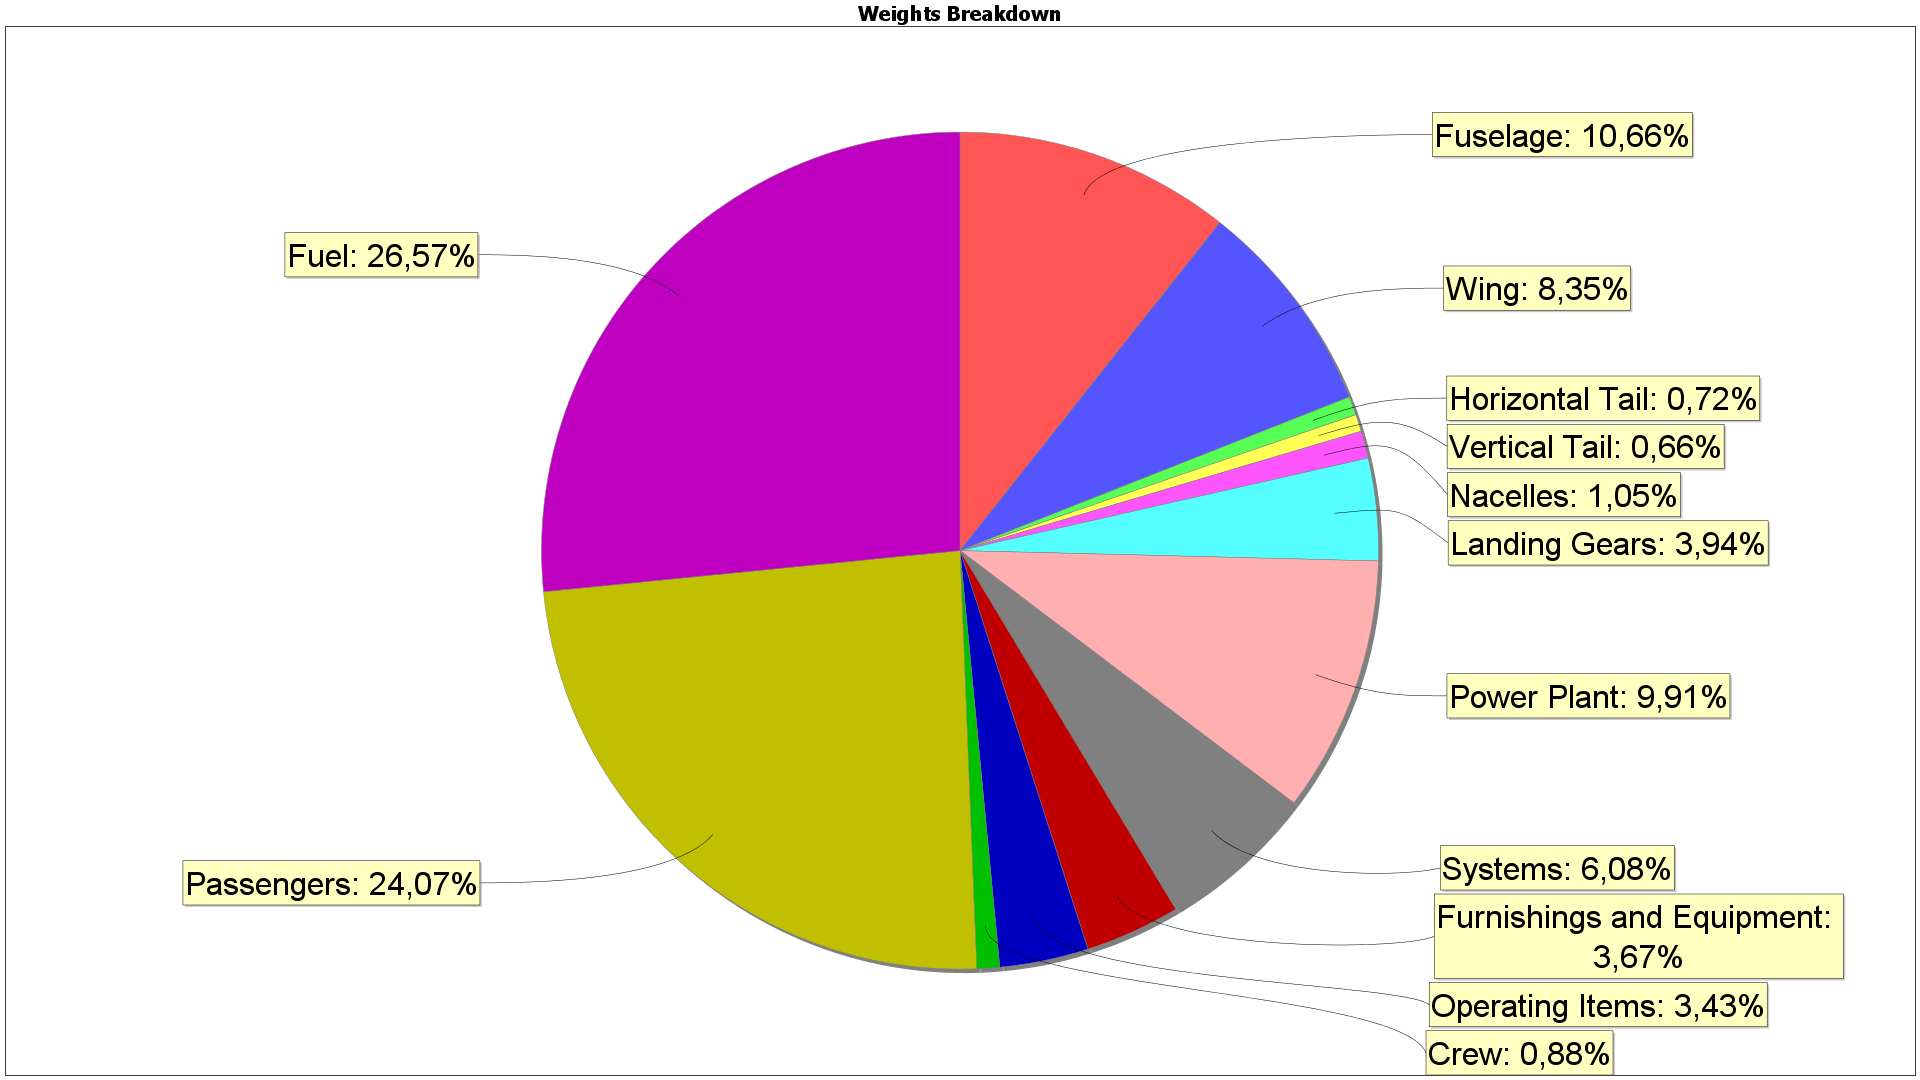 Weights Breakdown
Fuselage: 10,66%
Fuel: 26,57%
Wing: 8,35%
Horizontal Tail: 0,72%
Vertical Tail: 0,66%
Nacelles: 1,05%
Landing Gears: 3,94%
Power Plant: 9,91%
Systems: 6,08%
Passengers: 24,07%
Furnishings and Equipment:
3,67%
Operating Items: 3,43%
Crew: 0,88%